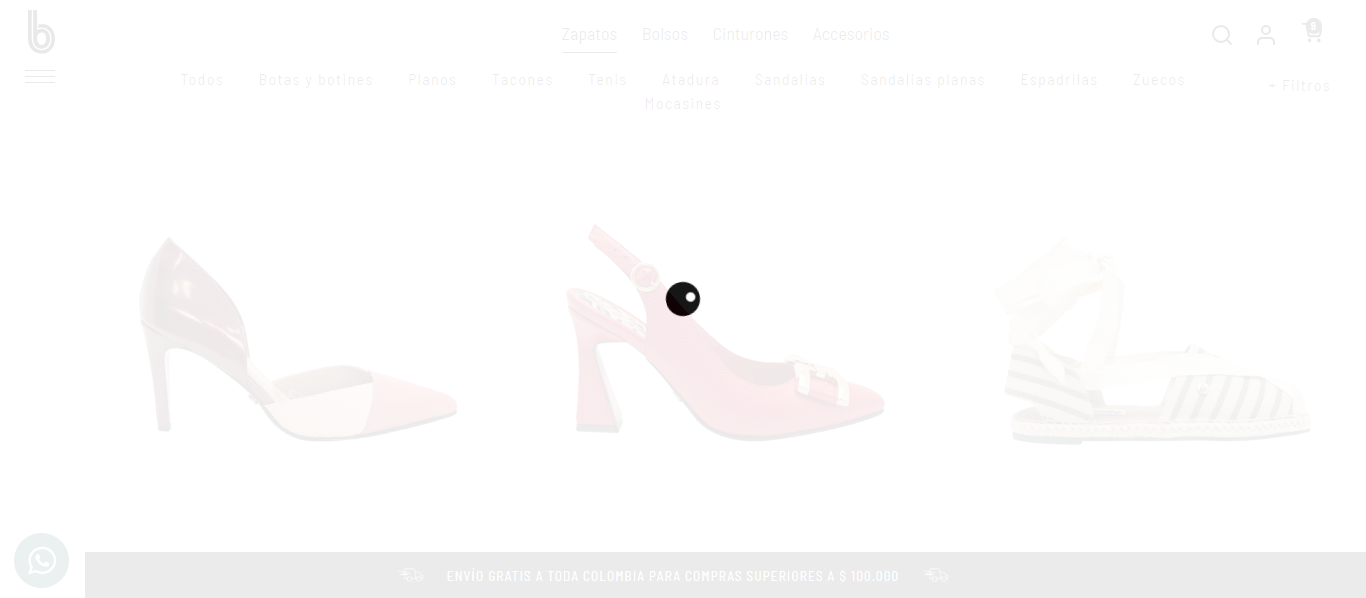 b
Zapatos Bolsos Cinturones Accesorios
Todos Botas y botines Planos Tacones Tenis Atadura Sandalias Sandalias planas Espadrilas Zuecos
Mocasines
+ Filtros
ENVÍO GRATIS A TODA COLOMBIA PARA COMPRAS SUPERIORES A $ 100.000